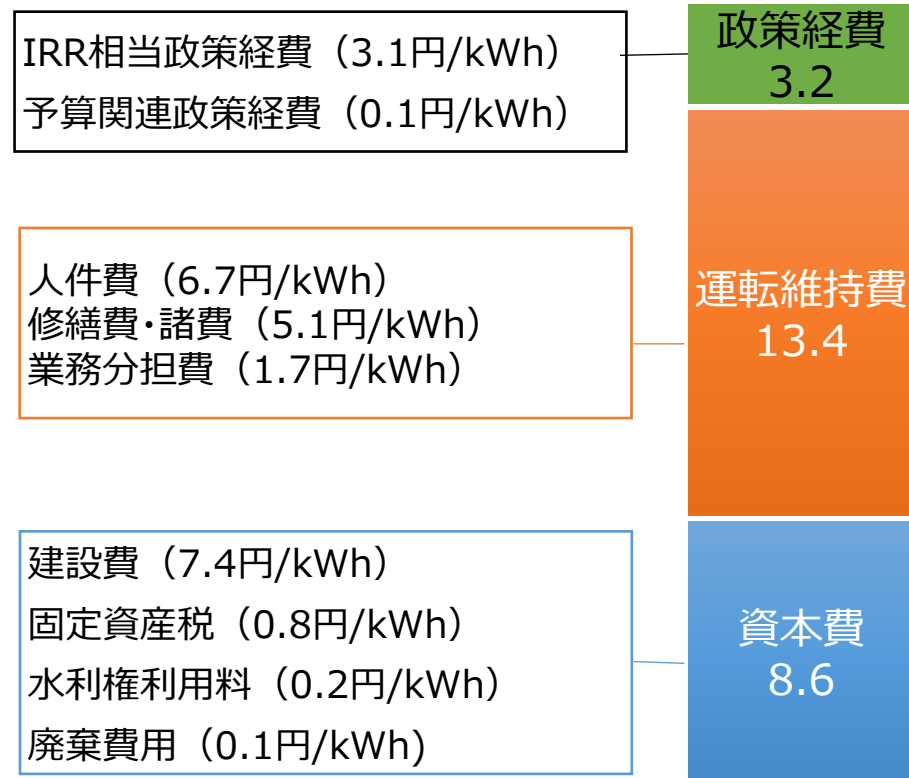 IRR相当政策経費（3.1円/kWh）
予算関連政策経費（0.1円/kWh）
政策経費
3.2
人件費（6.7円/kWh）
修繕費･諸費（5.1円/kWh）
業務分担費（1.7円/kWh）
運転維持費
13.4
建設費（7.4円/kWh）
固定資産税（0.8円/kWh）
水利権利用料（0.2円/kWh）
廃棄費用（0.1円/kWh)
資本費
8.6